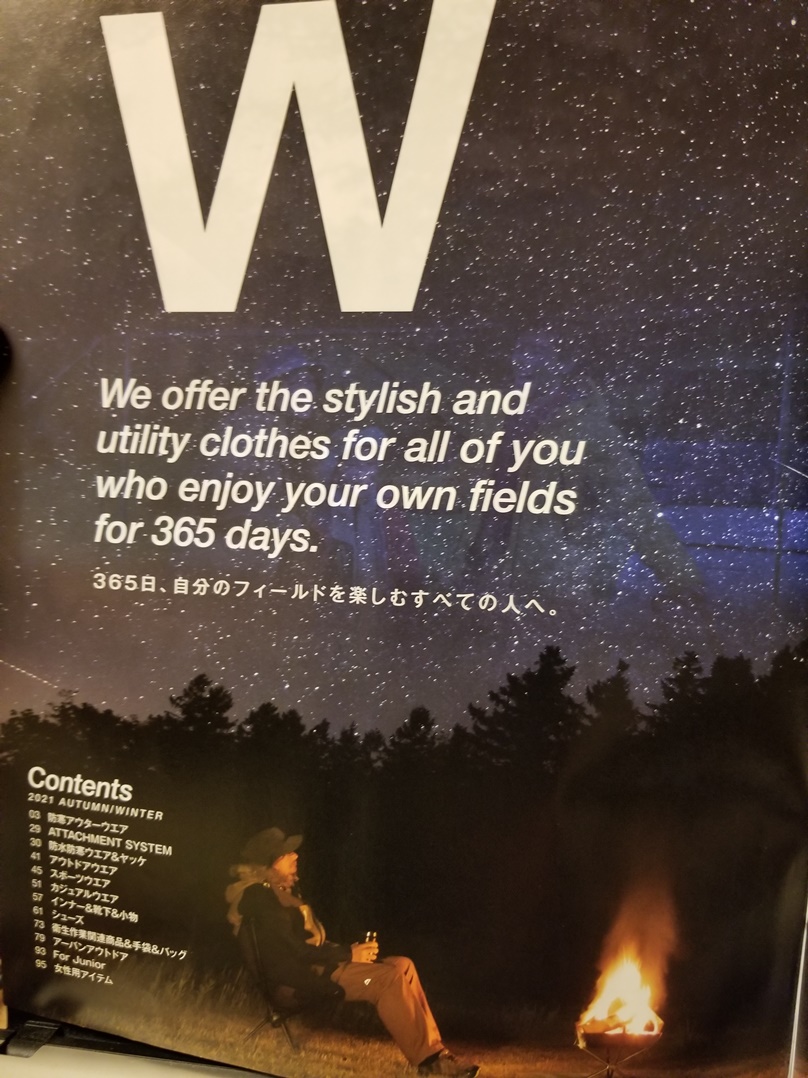 W
We offer the stylish and
utility clothes for all of you
who enjoy your own fields
for 365 days.
365日、自分のフィールドを楽しむすべての人へ。
Contents
2021 AUTUMN/WINTER
03 防寒アウターウエア
29 ATTACHMENT SYSTEM
30 防水防寒ウエア&ヤッケ
41 アウトドアウエア
45 スポーツウエア
51 カジュアルウエア
57 インナー&靴下&小物
61 シューズ
73 衛生作業関連商品&手袋&バッグ
79 アーバンアウトドア
93 For Junior
95 女性用アイテム